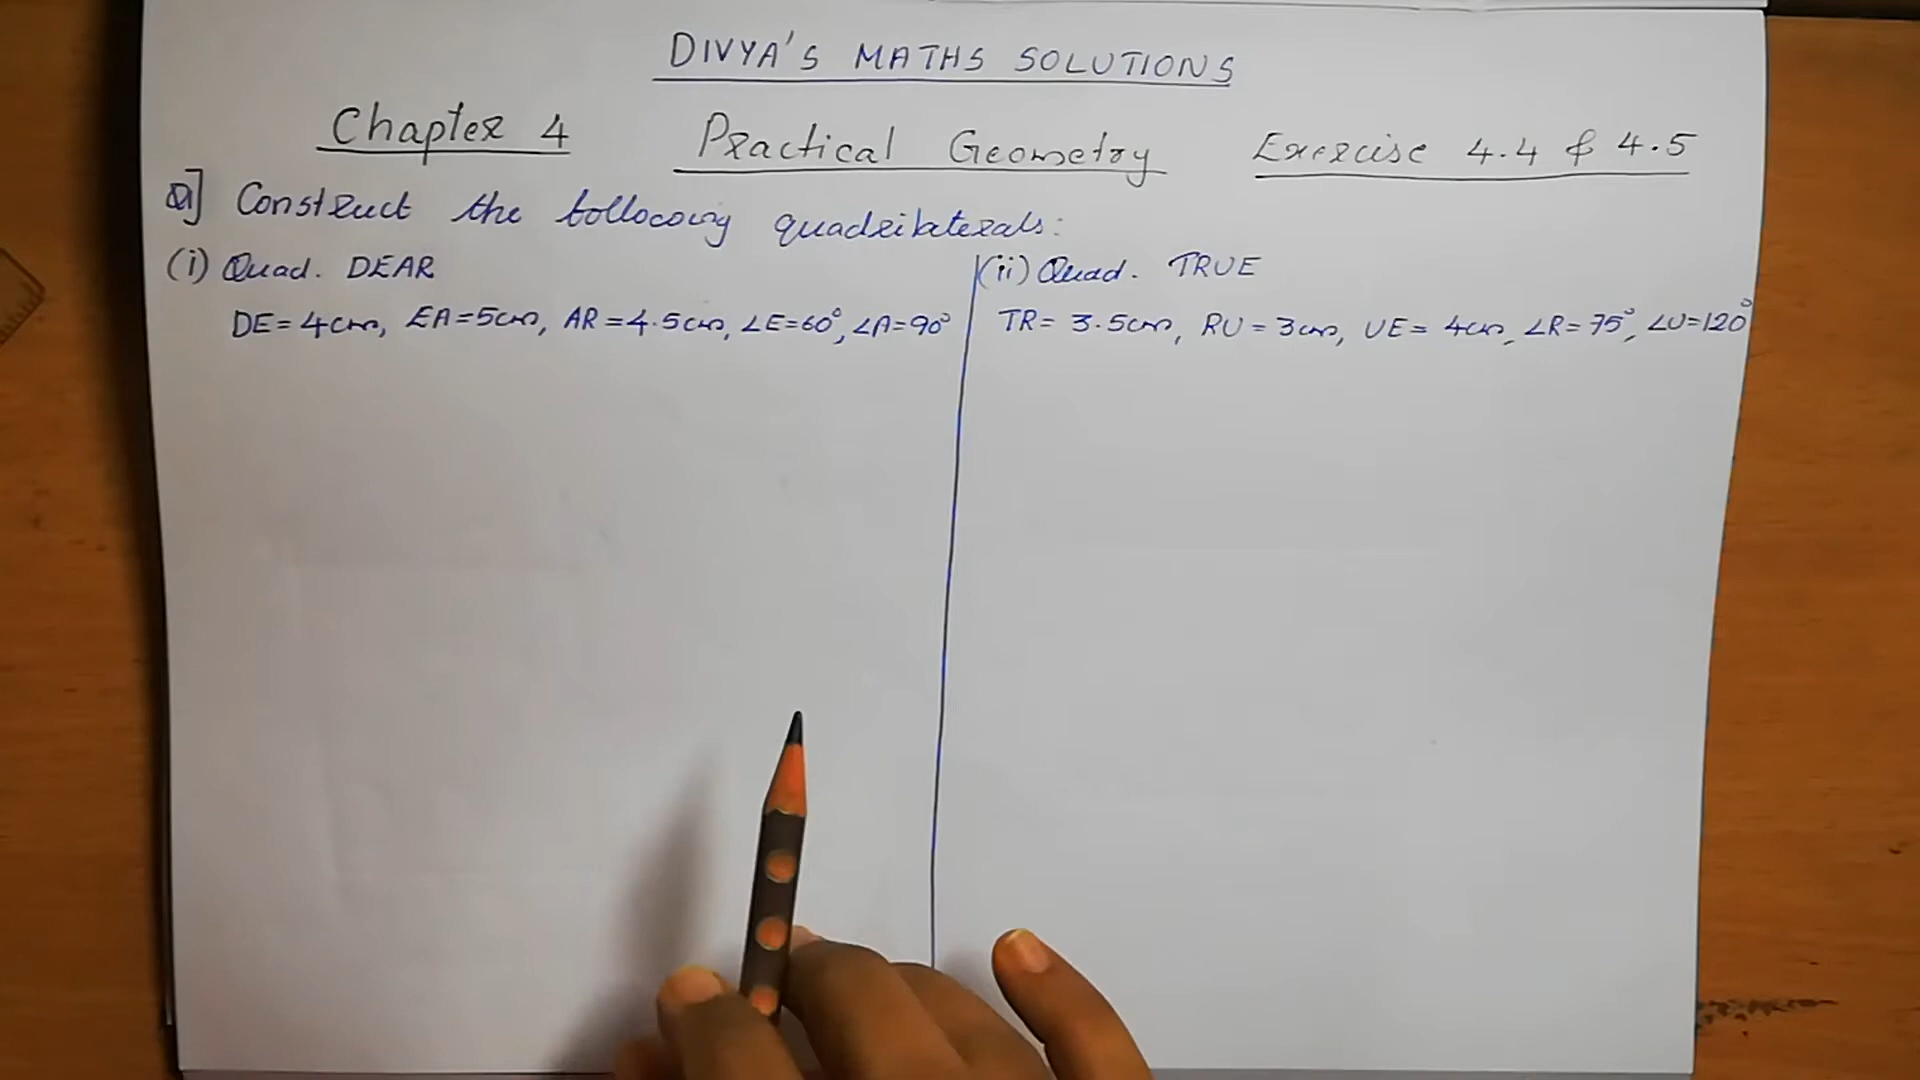 DIVYA'S MATHS SOLUTIONS
Chapter 4 Practical Geometry Exercise 4.4 & 4.5
Q1] Construct the following quadrilaterals:
(i) Quad. DEAR
DE = 4cm, EA = 5cm, AR = 4.5cm, ∠E = 60°, ∠A = 90°
(ii) Quad. TRUE
TR = 3.5cm, RU = 3cm, UE = 4cm, ∠R = 75°, ∠U = 120°